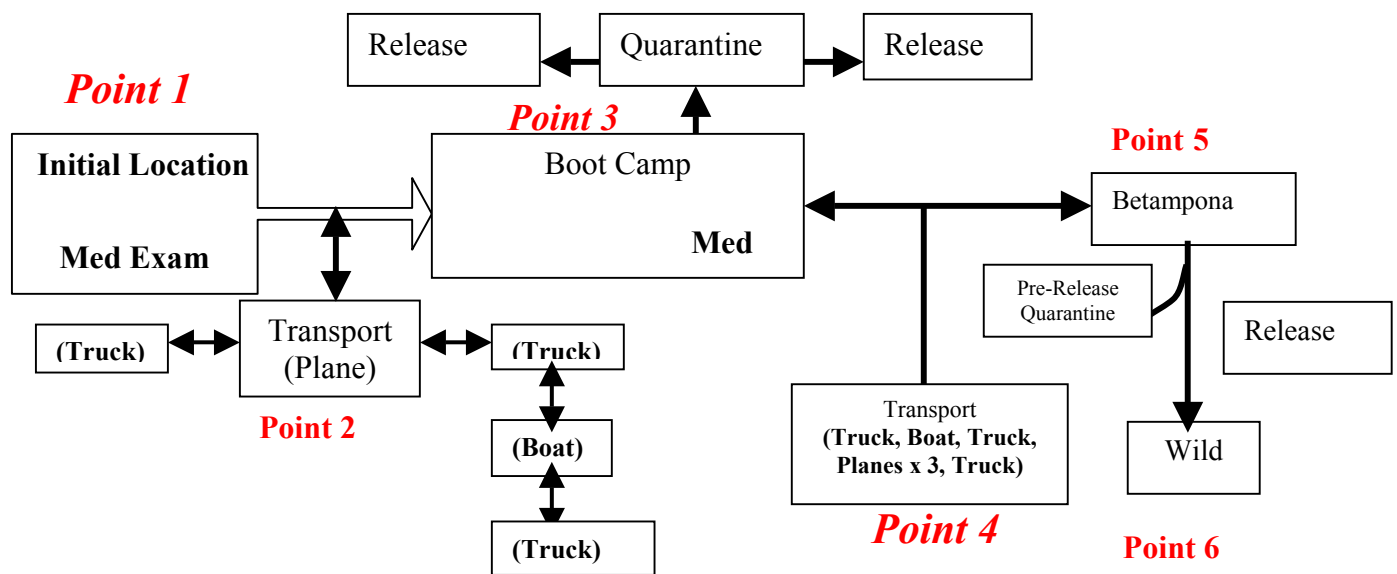 Release
Quarantine
Release
Point 1
Point 3
Point 5
Initial Location
Med Exam
Boot Camp
Med
Betampona
Pre-Release
Quarantine
Release
(Truck)
Transport
(Plane)
(Truck)
Point 2
(Boat)
(Truck)
Transport
(Truck, Boat, Truck,
Planes x 3, Truck)
Point 4
Wild
Point 6